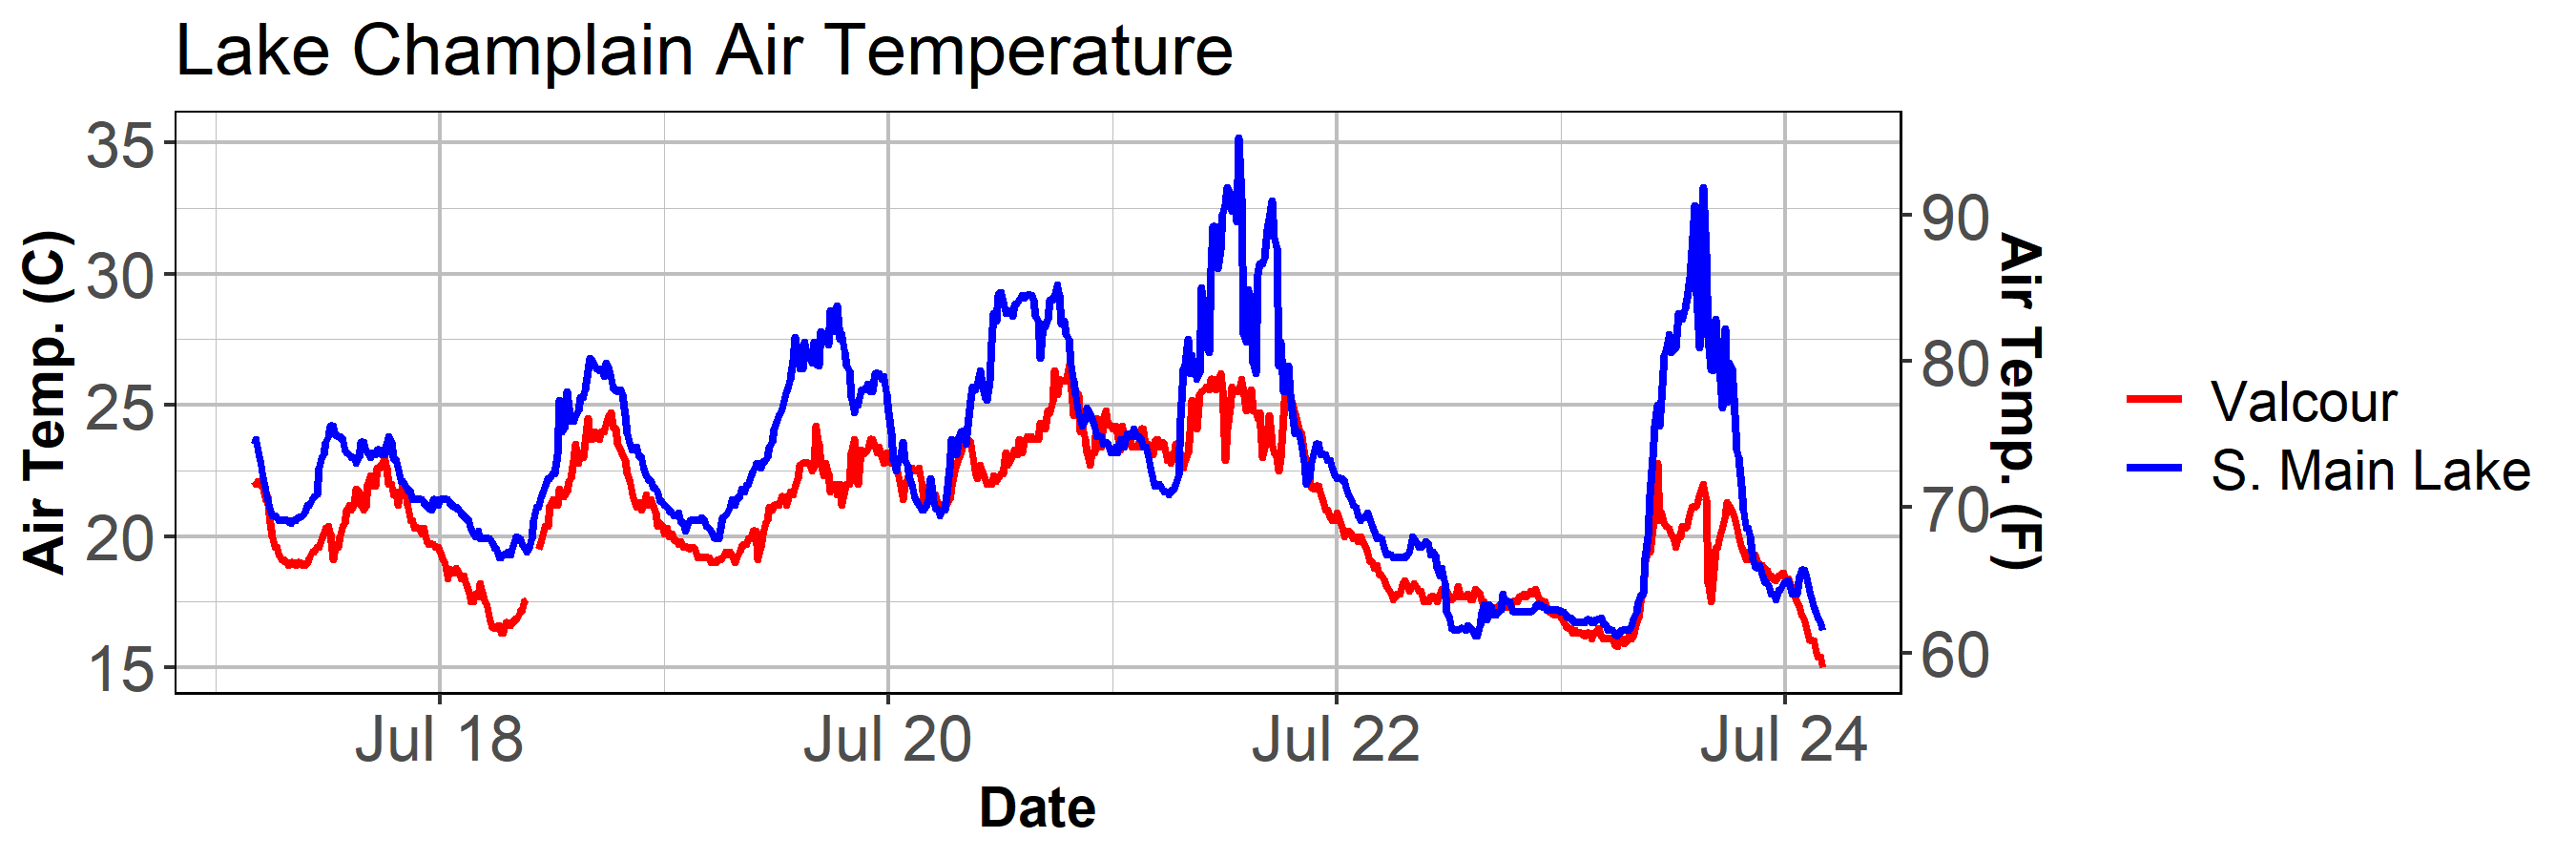 Lake Champlain Air Temperature
Air Temp. (C)
35
30
25
20
15
90
80
70
60
Air Temp. (F)
Jul 18
Jul 20
Jul 22
Jul 24
Date
Valcour
S. Main Lake